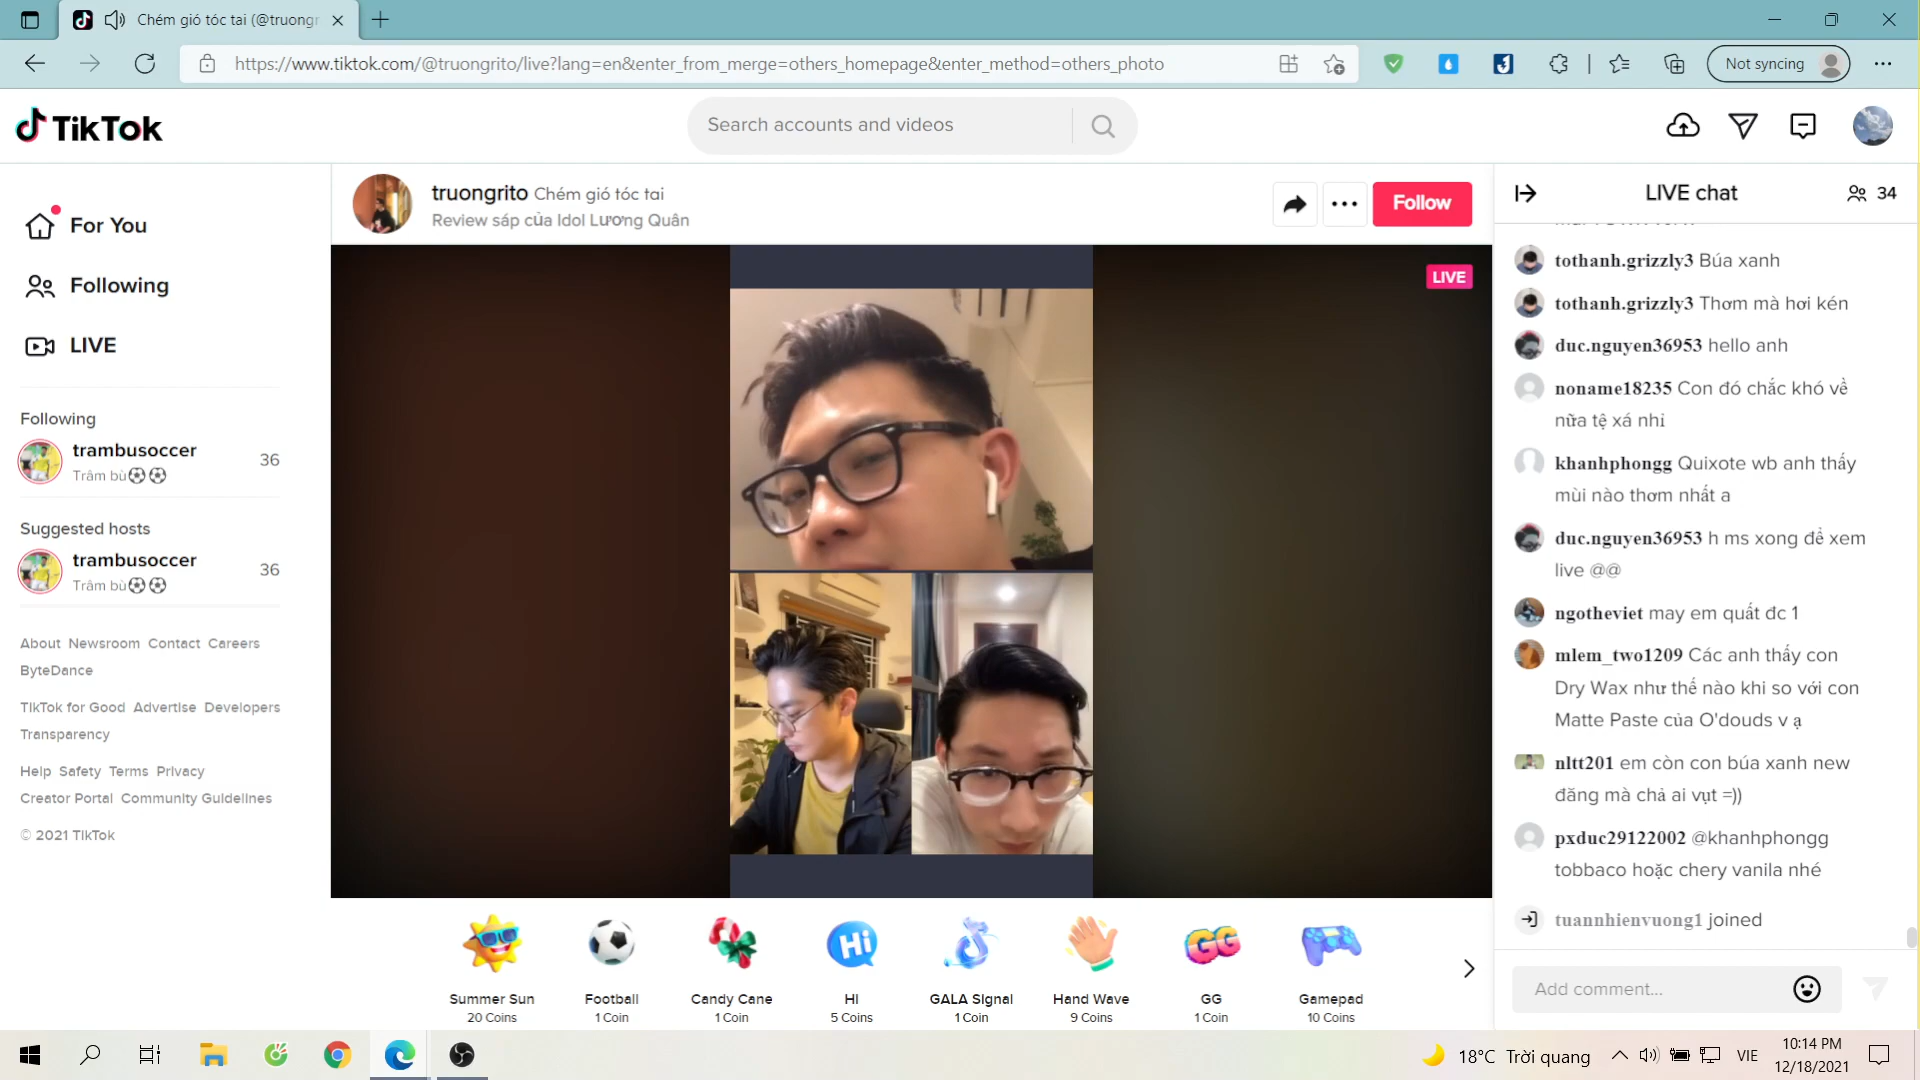 Chém gió tóc tai (@truongr
https://www.tiktok.com/@truongrito/live?lang=en&enter_from_merge=others_homepage&enter_method=others_photo
Not syncing
TikTok
Search accounts and videos
For You
Following
LIVE
Following
trambusoccer
Trâm bù⚽⚽
36
Suggested hosts
trambusoccer
Trâm bù⚽⚽
36
About Newsroom Contact Careers
ByteDance
TikTok for Good Advertise Developers
Transparency
Help Safety Terms Privacy
Creator Portal Community Guidelines
© 2021 TikTok
truongrito Chém gió tóc tai
Review sáp của Idol Lương Quân
Follow
LIVE
Summer Sun
20 Coins
Football
1 Coin
Candy Cane
1 Coin
Hi
HI
5 Coins
GALA Signal
1 Coin
Hand Wave
9 Coins
GG
GG
1 Coin
Gamepad
10 Coins
LIVE chat
34
tothanh.grizzly3 Búa xanh
tothanh.grizzly3 Thơm mà hơi kén
duc.nguyen36953 hello anh
noname18235 Con đó chắc khó về
nữa tệ xá nhỉ
khanhphongg Quixote wb anh thấy
mùi nào thơm nhất a
duc.nguyen36953 h ms xong để xem
live @@
ngotheviet may em quất đc 1
mlem_two1209 Các anh thấy con
Dry Wax như thế nào khi so với con
Matte Paste của O'douds v ạ
nltt201 em còn con búa xanh new
đăng mà chả ai vụt =))
pxduc29122002 @khanhphongg
tobbaco hoặc chery vanila nhé
tuannhienvuong1 joined
Add comment...
18°C Trời quang
VIE
10:14 PM
12/18/2021